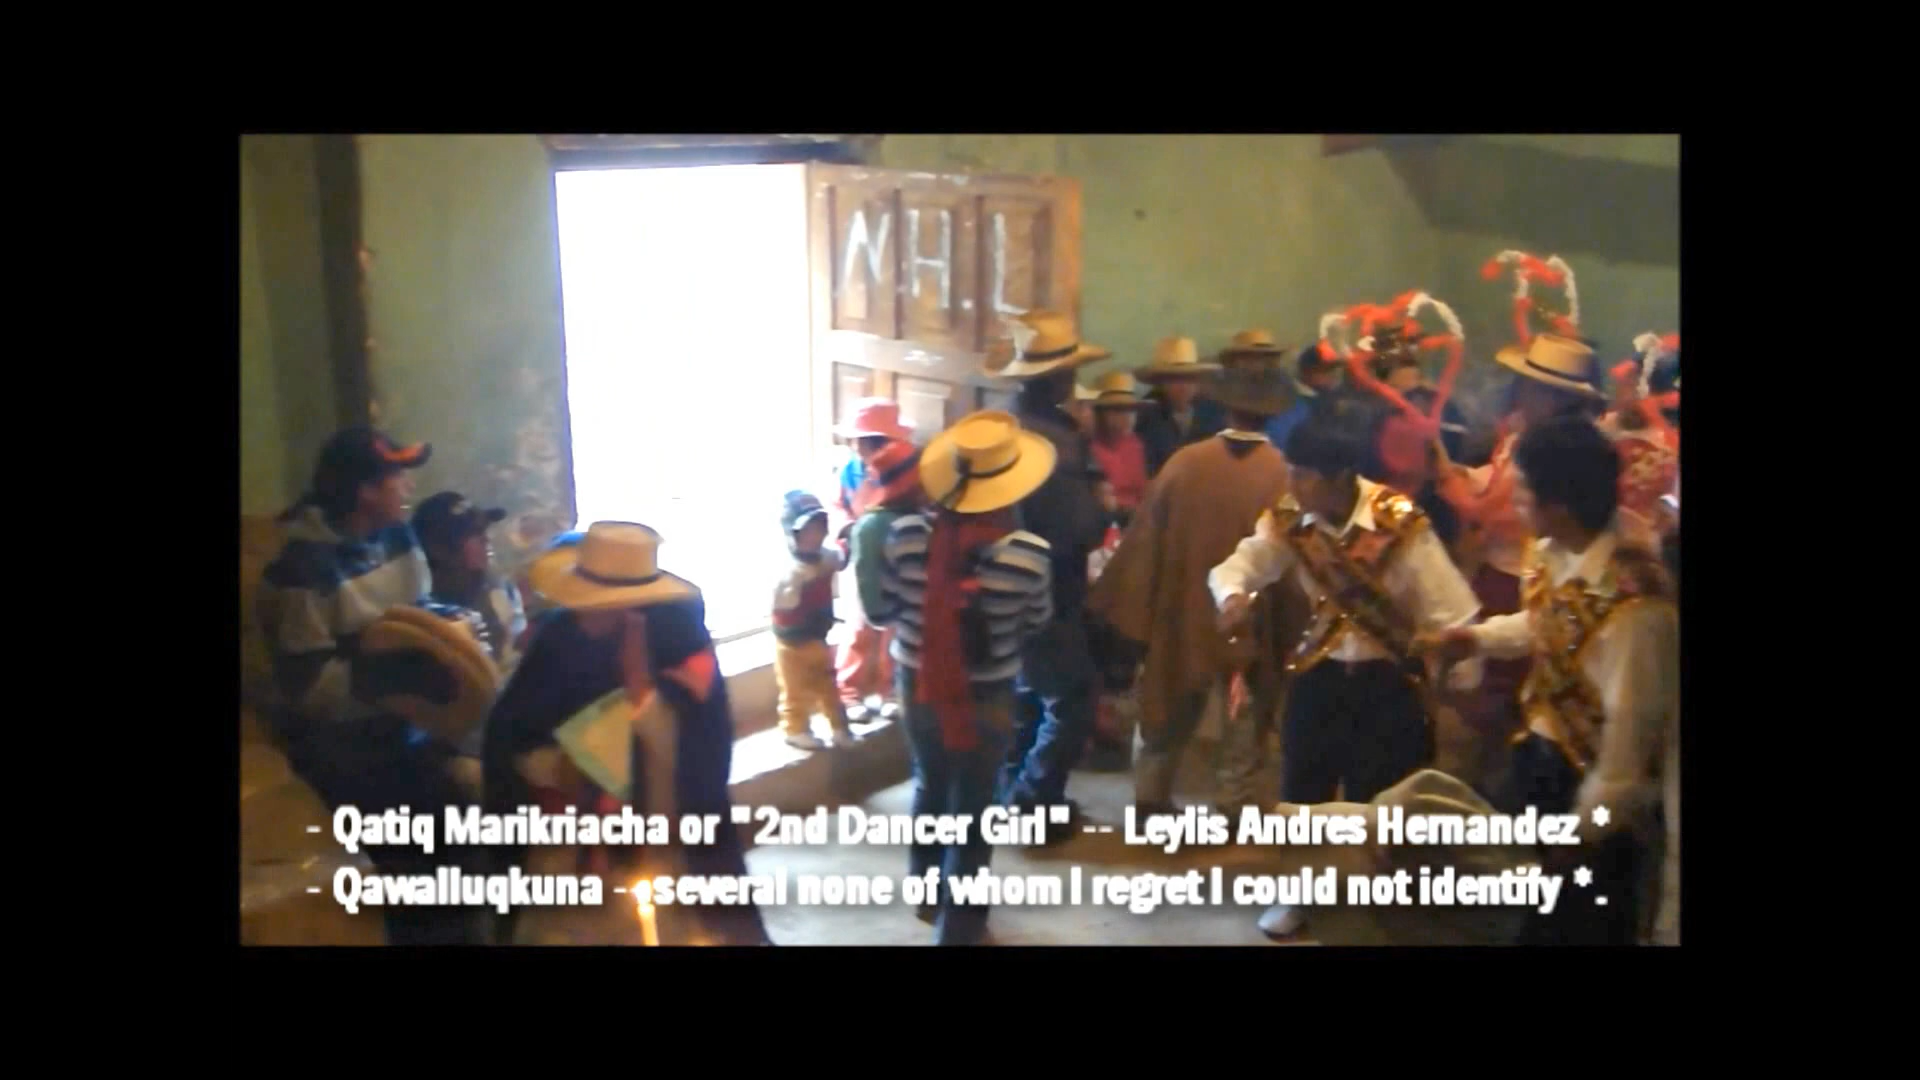 N.H.L
- Qatiq Marikriacha or "2nd Dancer Girl" -- Leylis Andres Hernandez *
- Qawalluqkuna -- several none of whom I regret I could not identify *.